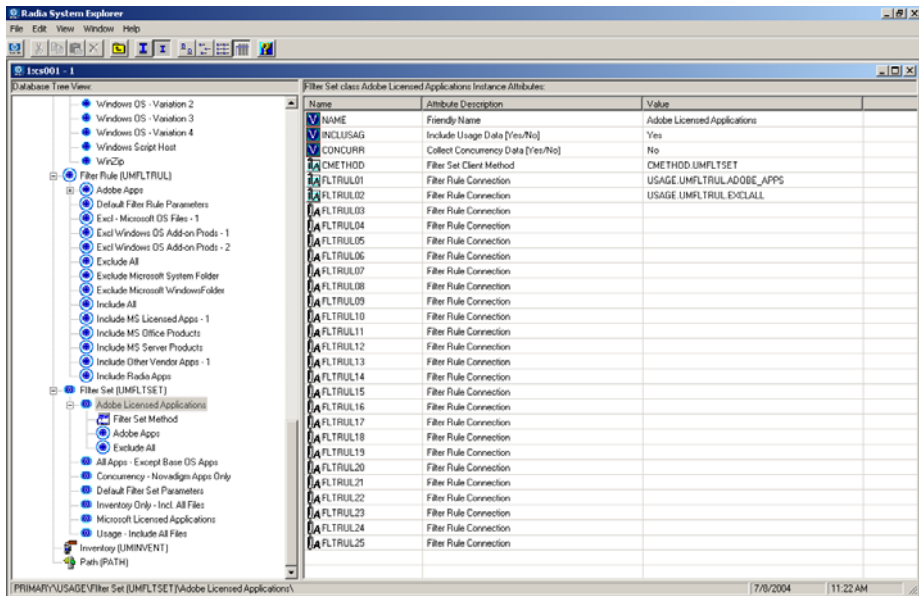 Radia System Explorer
File Edit View Window Help
1:cs001 - 1
Database Tree View:
Filter Set class Adobe Licensed Applications Instance Attributes:
Windows OS - Variation 2
Windows OS - Variation 3
Windows OS - Variation 4
Windows Script Host
WinZip
Filter Rule (UMFLTRUL)
Adobe Apps
Default Filter Rule Parameters
Excl - Microsoft OS Files - 1
Excl Windows OS Add-on Prods - 1
Excl Windows OS Add-on Prods - 2
Exclude All
Exclude Microsoft System Folder
Exclude Microsoft WindowsFolder
Include All
Include MS Licensed Apps - 1
Include MS Office Products
Include MS Server Products
Include Other Vendor Apps - 1
Include Radia Apps
Filter Set (UMFLTSET)
Adobe Licensed Applications
Filter Set Method
Adobe Apps
Exclude All
All Apps - Except Base OS Apps
Concurrency - Novadigm Apps Only
Default Filter Set Parameters
Inventory Only - Incl. All Files
Microsoft Licensed Applications
Usage - Include All Files
Inventory (UMINVENT)
Path (PATH)
Name Attribute Description Value
NAME Friendly Name Adobe Licensed Applications
INCLUSAG Include Usage Data [Yes/No] Yes
CONCURR Collect Concurrency Data [Yes/No] No
CMETHOD Filter Set Client Method CMETHOD.UMFLTSET
FLTRUL01 Filter Rule Connection USAGE.UMFLTRUL.ADOBE_APPS
FLTRUL02 Filter Rule Connection USAGE.UMFLTRUL.EXCLALL
FLTRUL03 Filter Rule Connection
FLTRUL04 Filter Rule Connection
FLTRUL05 Filter Rule Connection
FLTRUL06 Filter Rule Connection
FLTRUL07 Filter Rule Connection
FLTRUL08 Filter Rule Connection
FLTRUL09 Filter Rule Connection
FLTRUL10 Filter Rule Connection
FLTRUL11 Filter Rule Connection
FLTRUL12 Filter Rule Connection
FLTRUL13 Filter Rule Connection
FLTRUL14 Filter Rule Connection
FLTRUL15 Filter Rule Connection
FLTRUL16 Filter Rule Connection
FLTRUL17 Filter Rule Connection
FLTRUL18 Filter Rule Connection
FLTRUL19 Filter Rule Connection
FLTRUL20 Filter Rule Connection
FLTRUL21 Filter Rule Connection
FLTRUL22 Filter Rule Connection
FLTRUL23 Filter Rule Connection
FLTRUL24 Filter Rule Connection
FLTRUL25 Filter Rule Connection
PRIMARY\USAGE\Filter Set (UMFLTSET)\Adobe Licensed Applications\ 7/8/2004 11:22 AM